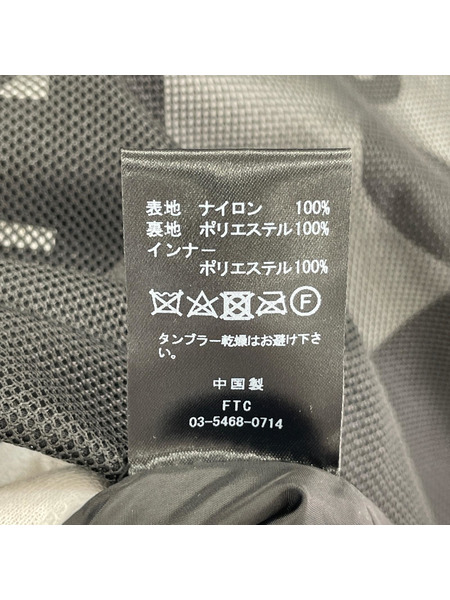 表地 ナイロン 100%
裏地 ポリエステル100%
インナー
ポリエステル100%
F
タンブラー乾燥はお避け下さ
い。
中国製
FTC
03-5468-0714